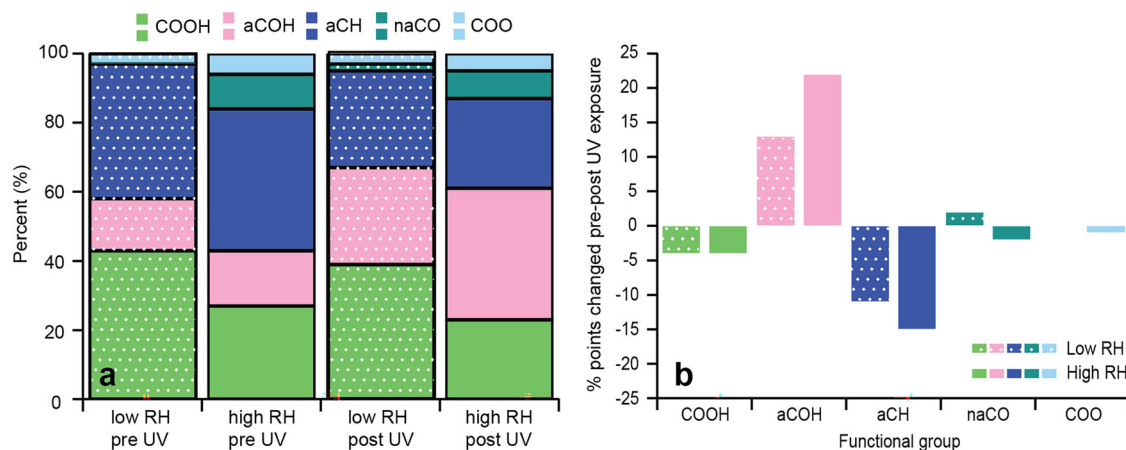 COOH aCOH aCH naCO COO
100
80
60
40
20
0
Percent (%)
a
low RH
pre UV
high RH
pre UV
low RH
post UV
high RH
post UV
25
20
15
10
5
0
-5
-10
-15
-20
-25
% points changed pre-post UV exposure
b
Low RH
High RH
COOH aCOH aCH naCO COO
Functional group